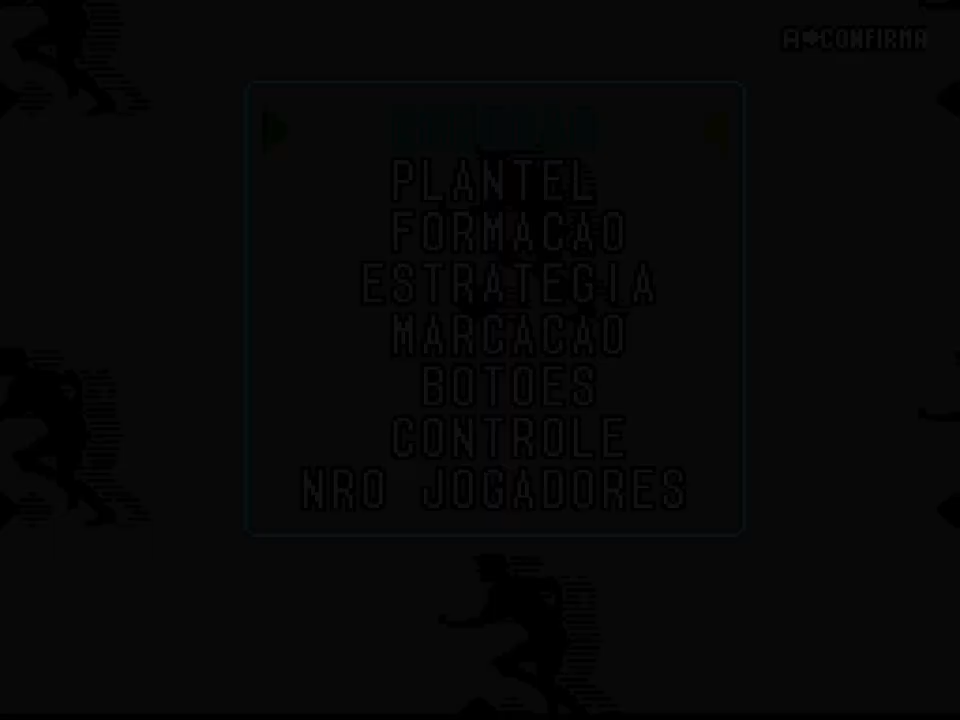 A➡CONFIRMA
PLANTEL
FORMACAO
ESTRATEGIA
MARCACAO
BOTOES
CONTROLE
NRO JOGADORES